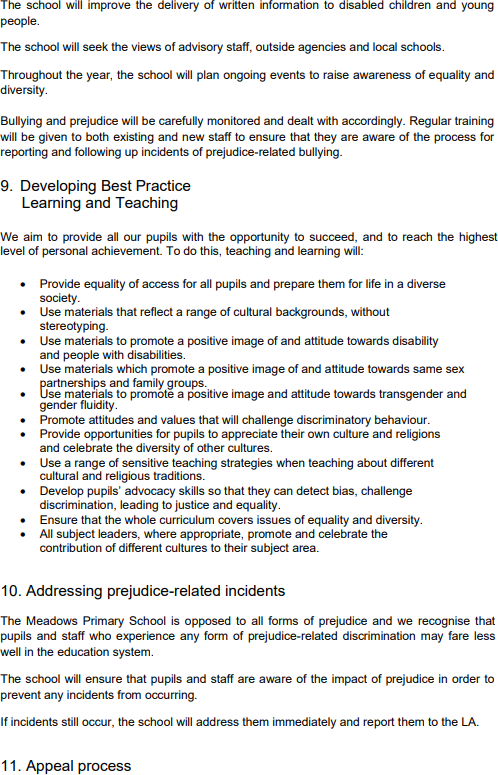 The school will improve the delivery of written information to disabled children and young
people.
The school will seek the views of advisory staff, outside agencies and local schools.
Throughout the year, the school will plan ongoing events to raise awareness of equality and
diversity.
Bullying and prejudice will be carefully monitored and dealt with accordingly. Regular training
will be given to both existing and new staff to ensure that they are aware of the process for
reporting and following up incidents of prejudice-related bullying.
9. Developing Best Practice
Learning and Teaching
We aim to provide all our pupils with the opportunity to succeed, and to reach the highest
level of personal achievement. To do this, teaching and learning will:
• Provide equality of access for all pupils and prepare them for life in a diverse
society.
• Use materials that reflect a range of cultural backgrounds, without
stereotyping.
• Use materials to promote a positive image of and attitude towards disability
and people with disabilities.
• Use materials which promote a positive image of and attitude towards same sex
partnerships and family groups.
• Use materials to promote a positive image and attitude towards transgender and
gender fluidity.
• Promote attitudes and values that will challenge discriminatory behaviour.
• Provide opportunities for pupils to appreciate their own culture and religions
and celebrate the diversity of other cultures.
• Use a range of sensitive teaching strategies when teaching about different
cultural and religious traditions.
• Develop pupils' advocacy skills so that they can detect bias, challenge
discrimination, leading to justice and equality.
• Ensure that the whole curriculum covers issues of equality and diversity.
• All subject leaders, where appropriate, promote and celebrate the
contribution of different cultures to their subject area.
10. Addressing prejudice-related incidents
The Meadows Primary School is opposed to all forms of prejudice and we recognise that
pupils and staff who experience any form of prejudice-related discrimination may fare less
well in the education system.
The school will ensure that pupils and staff are aware of the impact of prejudice in order to
prevent any incidents from occurring.
If incidents still occur, the school will address them immediately and report them to the LA.
11. Appeal process